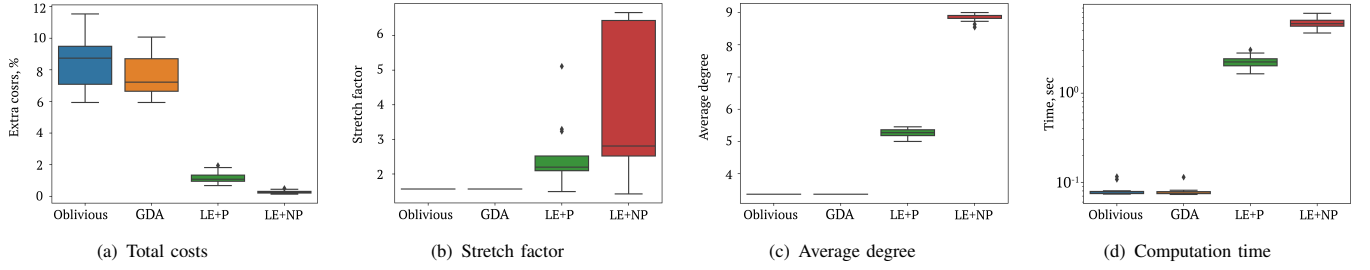 Extra cosrs, %
12
10
8
6
4
2
0
Oblivious GDA LE+P LE+NP
(a) Total costs
Stretch factor
6
5
4
3
2
Oblivious GDA LE+P LE+NP
(b) Stretch factor
Average degree
9
8
7
6
5
4
Oblivious GDA LE+P LE+NP
(c) Average degree
Time, sec
10⁰
10⁻¹
Oblivious GDA LE+P LE+NP
(d) Computation time